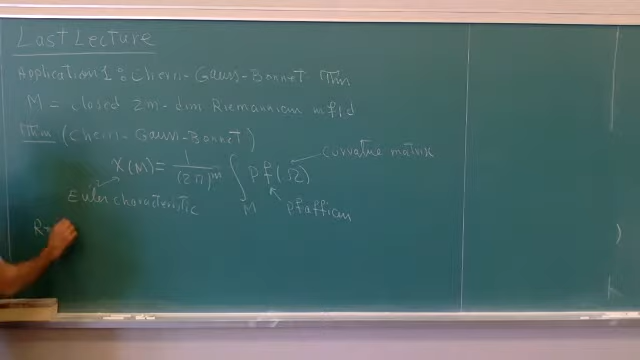 Last Lecture
Application 1: Chern-Gauss-Bonnet Thm
M = closed 2m-dim Riemannian mfld
Thm (Chern-Gauss-Bonnet)
χ(M) = 1/(2π)^m ∫_M Pf(Ω)
Curvature matrix
Euler characteristic
Pfaffian